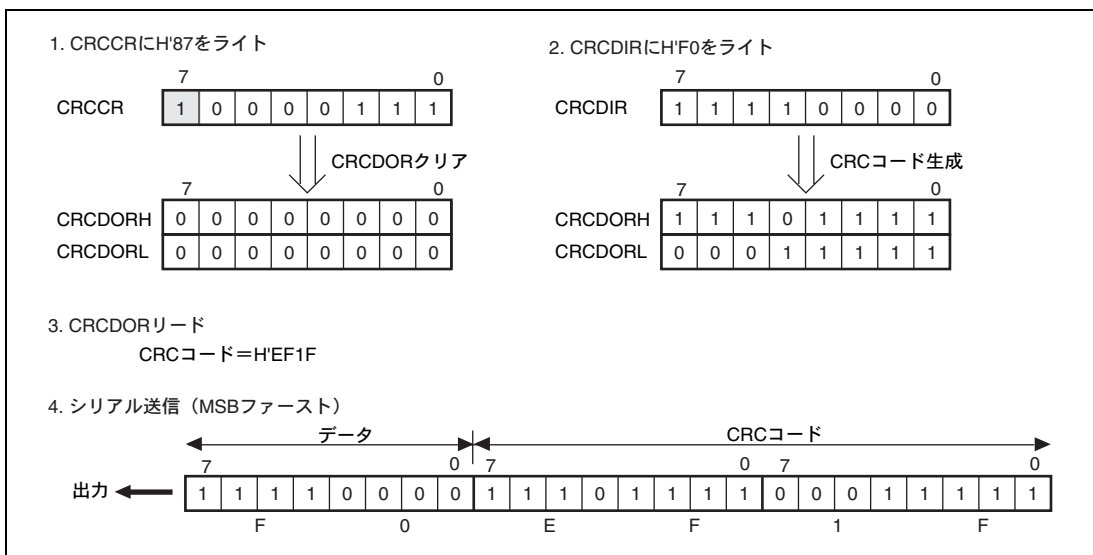 1. CRCCRにH'87をライト
7 0
CRCCR 1 0 0 0 0 1 1 1
CRCDORクリア
7 0
CRCDORH 0 0 0 0 0 0 0 0
CRCDORL 0 0 0 0 0 0 0 0
2. CRCDIRにH'F0をライト
7 0
CRCDIR 1 1 1 1 0 0 0 0
CRCコード生成
7 0
CRCDORH 1 1 1 0 1 1 1 1
CRCDORL 0 0 0 1 1 1 1 1
3. CRCDORリード
CRCコード＝H'EF1F
4. シリアル送信（MSBファースト）
データ CRCコード
7 0 7 0 7 0
出力 1 1 1 1 0 0 0 0 1 1 1 0 1 1 1 1 0 0 0 1 1 1 1 1
F 0 E F 1 F